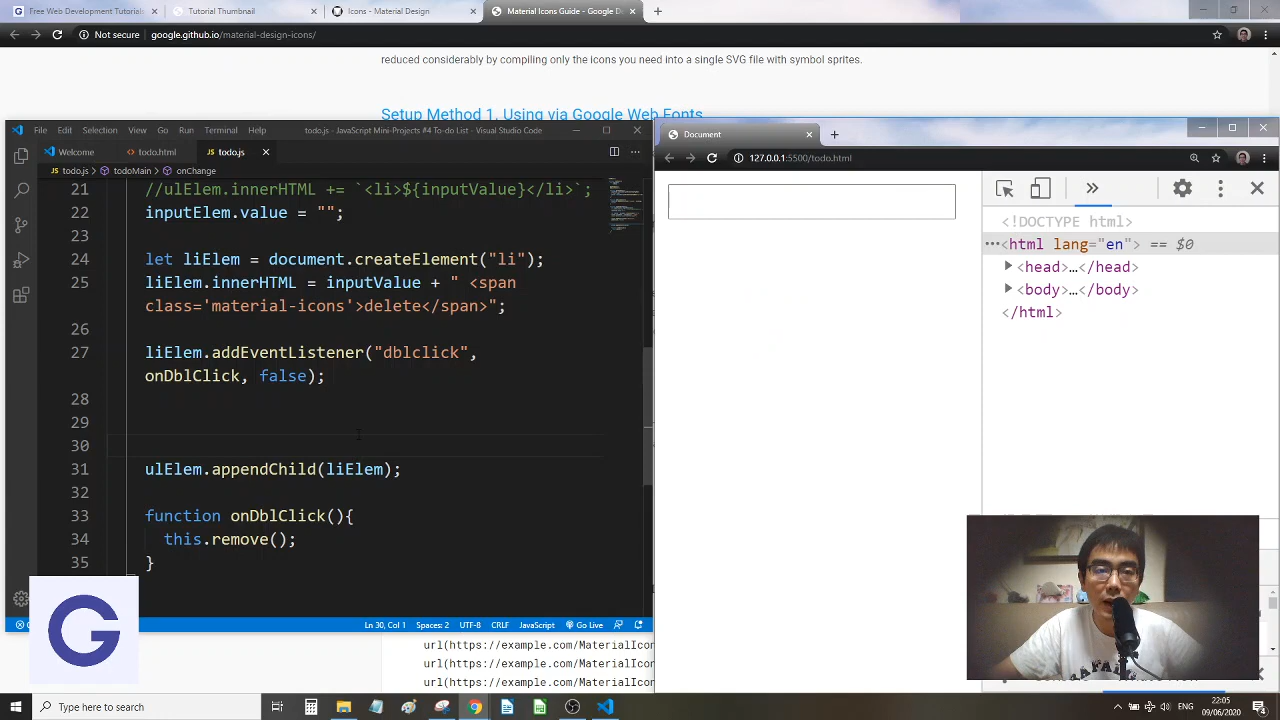 Free Web Development Tutorials
Tutorial Thumbnail
Icons - Material Design
Material Icons Guide - Google D
Not secure google.github.io/material-design-icons/
reduced considerably by compiling only the icons you need into a single SVG file with symbol sprites.
Setup Method 1. Using via Google Web Fonts
File Edit Selection View Go Run Terminal Help todo.js - JavaScript Mini-Projects #4 To-do List - Visual Studio Code
Welcome todo.html todo.js
todo.js > todoMain > onChange
21 //ulElem.innerHTML += `<li>${inputValue}</li>`;
22 inputElem.value = "";
23
24 let liElem = document.createElement("li");
25 liElem.innerHTML = inputValue + " <span
class='material-icons'>delete</span>";
26
27 liElem.addEventListener("dblclick",
onDblClick, false);
28
29
30
31 ulElem.appendChild(liElem);
32
33 function onDblClick(){
34 this.remove();
35 }
Ln 30, Col 1 Spaces: 2 UTF-8 CRLF JavaScript Go Live
Document
127.0.0.1:5500/todo.html
<!DOCTYPE html>
<html lang="en"> == $0
<head>…</head>
<body>…</body>
</html>
G
url(https://example.com/MaterialIcon
url(https://example.com/MaterialIco
url(https://example.com/MaterialIco
Type here to search
ENG
22:05
09/06/2020